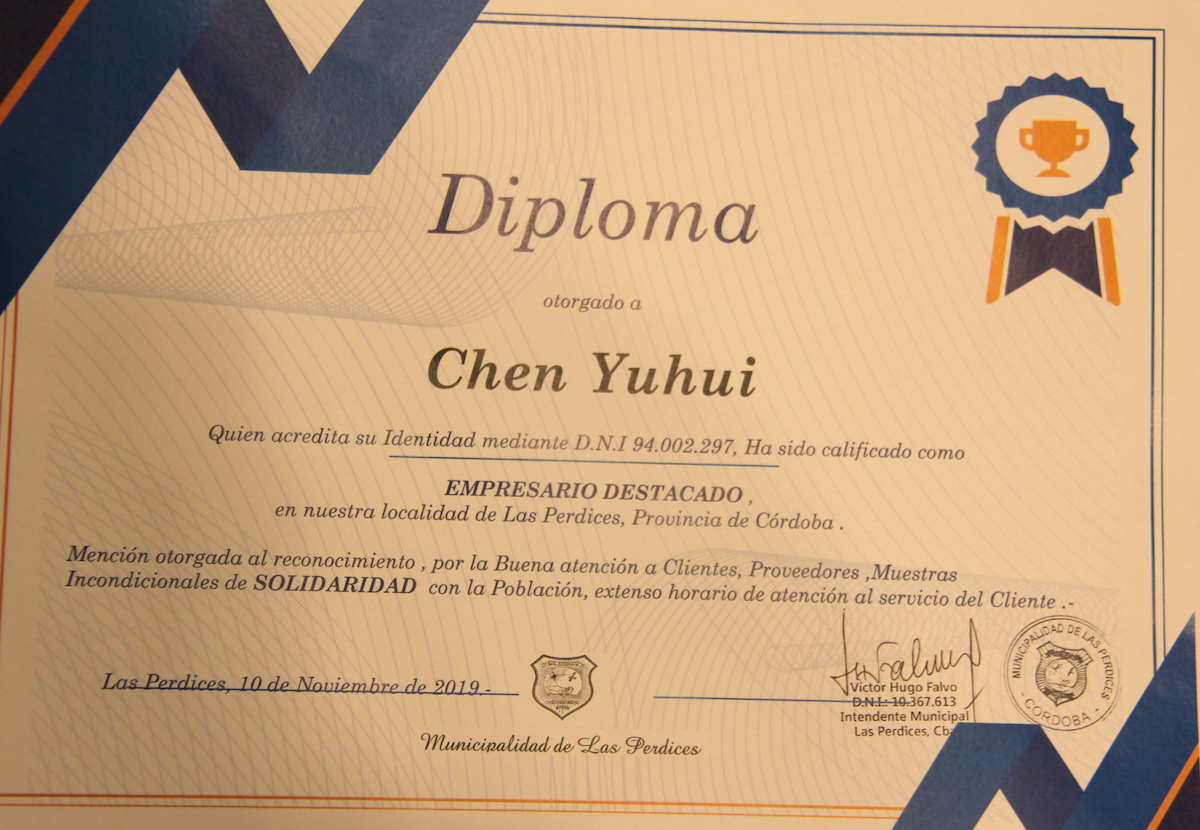 Diploma
otorgado a
Chen Yuhui
Quien acredita su Identidad mediante D.N.I 94.002.297, Ha sido calificado como
EMPRESARIO DESTACADO ,
en nuestra localidad de Las Perdices, Provincia de Córdoba .
Mención otorgada al reconocimiento , por la Buena atención a Clientes, Proveedores ,Muestras
Incondicionales de SOLIDARIDAD con la Población, extenso horario de atención al servicio del Cliente .-
Las Perdices, 10 de Noviembre de 2019.-
Victor Hugo Falvo
D.N.I.: 10.367.613
Intendente Municipal
Las Perdices, Cba
MUNICIPALIDAD DE LAS PERDICES
- CORDOBA -
Municipalidad de Las Perdices